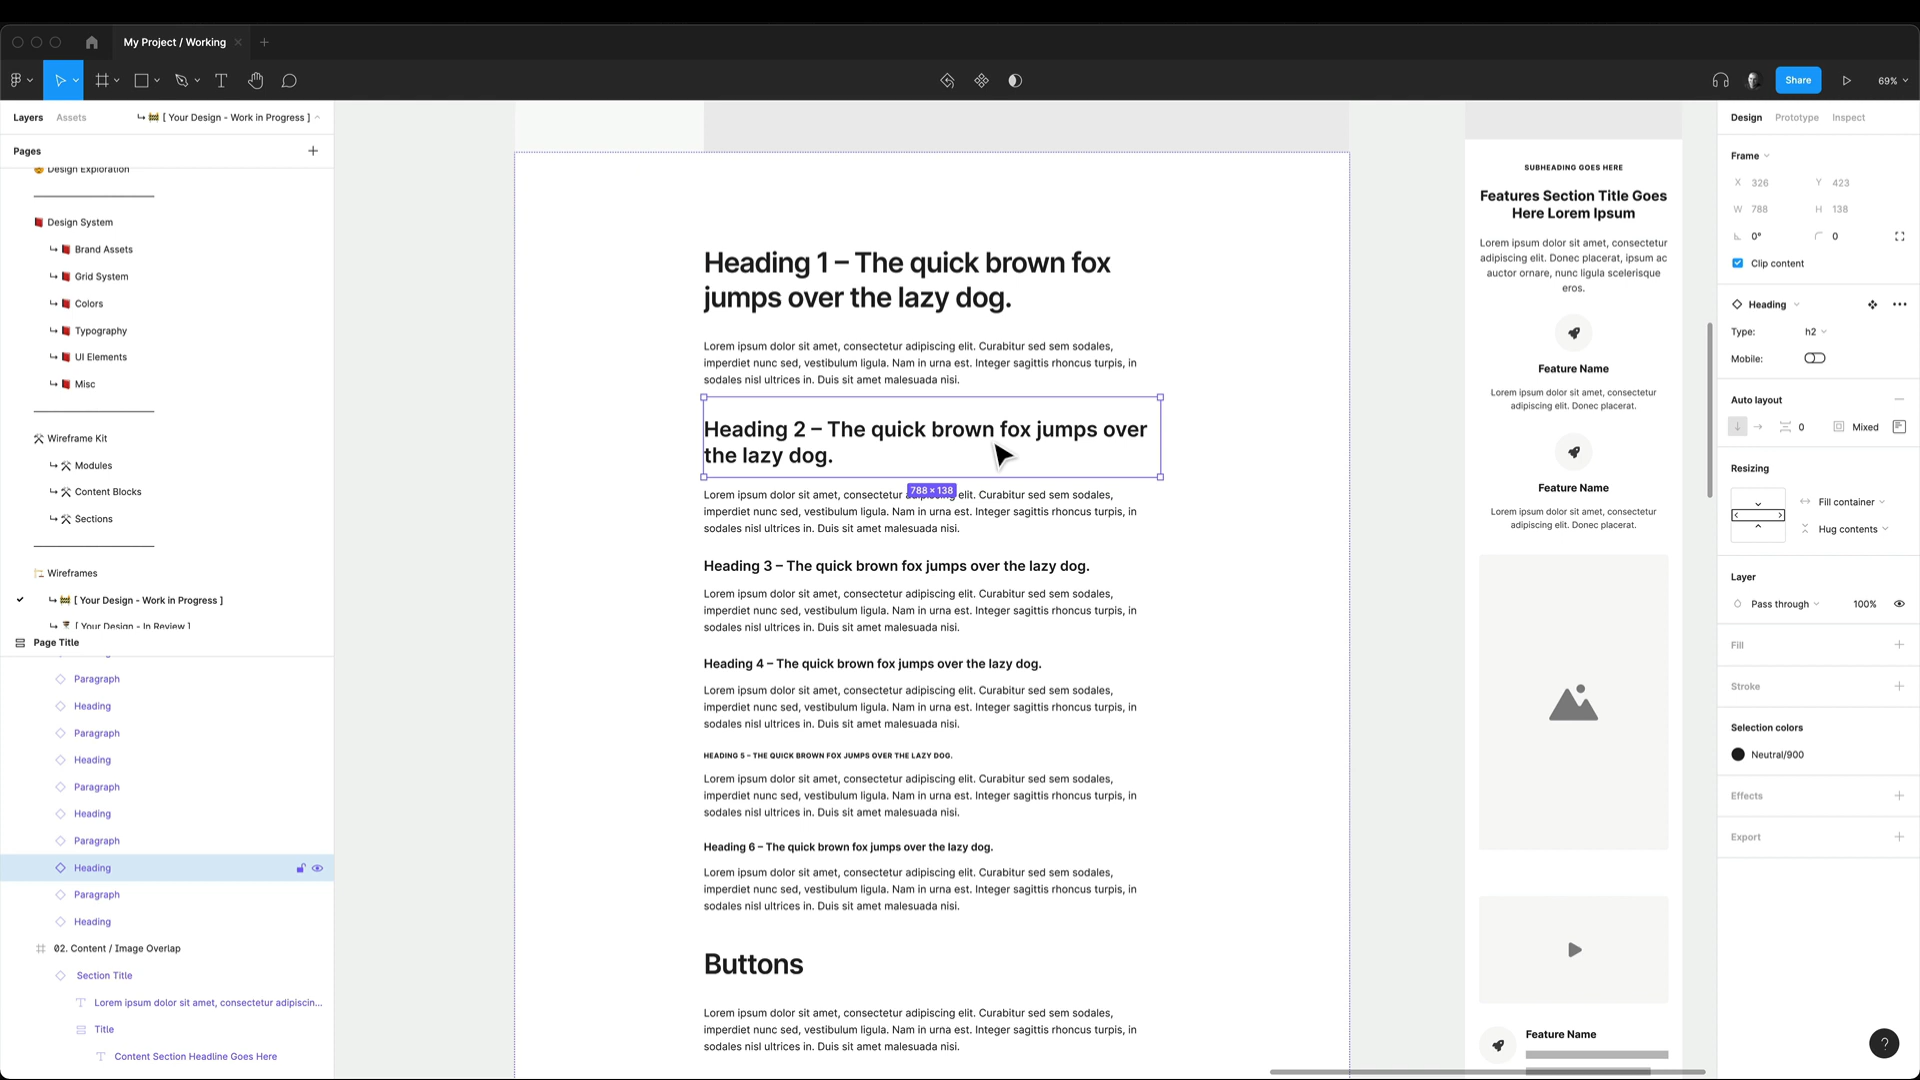 My Project / Working
Share
69%
Layers
Assets
↳ 🚧 [ Your Design - Work in Progress ]
Pages
Design Exploration
Design System
↳ Brand Assets
↳ Grid System
↳ Colors
↳ Typography
↳ UI Elements
↳ Misc
Wireframe Kit
↳ Modules
↳ Content Blocks
↳ Sections
Wireframes
↳ 🚧 [ Your Design - Work in Progress ]
↳ [ Your Design - In Review ]
Page Title
Paragraph
Heading
Paragraph
Heading
Paragraph
Heading
Paragraph
Heading
Paragraph
Heading
02. Content / Image Overlap
Section Title
Lorem ipsum dolor sit amet, consectetur adipiscin...
Title
Content Section Headline Goes Here
Heading 1 – The quick brown fox
jumps over the lazy dog.
Lorem ipsum dolor sit amet, consectetur adipiscing elit. Curabitur sed sem sodales,
imperdiet nunc sed, vestibulum ligula. Nam in urna est. Integer sagittis rhoncus turpis, in
sodales nisl ultrices in. Duis sit amet malesuada nisi.
Heading 2 – The quick brown fox jumps over
the lazy dog.
788 × 138
Lorem ipsum dolor sit amet, consectetur elit. Curabitur sed sem sodales,
imperdiet nunc sed, vestibulum ligula. Nam in urna est. Integer sagittis rhoncus turpis, in
sodales nisl ultrices in. Duis sit amet malesuada nisi.
Heading 3 – The quick brown fox jumps over the lazy dog.
Lorem ipsum dolor sit amet, consectetur adipiscing elit. Curabitur sed sem sodales,
imperdiet nunc sed, vestibulum ligula. Nam in urna est. Integer sagittis rhoncus turpis, in
sodales nisl ultrices in. Duis sit amet malesuada nisi.
Heading 4 – The quick brown fox jumps over the lazy dog.
Lorem ipsum dolor sit amet, consectetur adipiscing elit. Curabitur sed sem sodales,
imperdiet nunc sed, vestibulum ligula. Nam in urna est. Integer sagittis rhoncus turpis, in
sodales nisl ultrices in. Duis sit amet malesuada nisi.
HEADING 5 – THE QUICK BROWN FOX JUMPS OVER THE LAZY DOG.
Lorem ipsum dolor sit amet, consectetur adipiscing elit. Curabitur sed sem sodales,
imperdiet nunc sed, vestibulum ligula. Nam in urna est. Integer sagittis rhoncus turpis, in
sodales nisl ultrices in. Duis sit amet malesuada nisi.
Heading 6 – The quick brown fox jumps over the lazy dog.
Lorem ipsum dolor sit amet, consectetur adipiscing elit. Curabitur sed sem sodales,
imperdiet nunc sed, vestibulum ligula. Nam in urna est. Integer sagittis rhoncus turpis, in
sodales nisl ultrices in. Duis sit amet malesuada nisi.
Buttons
Lorem ipsum dolor sit amet, consectetur adipiscing elit. Curabitur sed sem sodales,
imperdiet nunc sed, vestibulum ligula. Nam in urna est. Integer sagittis rhoncus turpis, in
sodales nisl ultrices in. Duis sit amet malesuada nisi.
SUBHEADING GOES HERE
Features Section Title Goes
Here Lorem Ipsum
Lorem ipsum dolor sit amet, consectetur
adipiscing elit. Donec placerat, ipsum ac
auctor ornare, nunc ligula scelerisque
eros.
Feature Name
Lorem ipsum dolor sit amet, consectetur
adipiscing elit. Donec placerat.
Feature Name
Lorem ipsum dolor sit amet, consectetur
adipiscing elit. Donec placerat.
Feature Name
Design
Prototype
Inspect
Frame
X 326
Y 423
W 788
H 138
0°
0
Clip content
Heading
Type: h2
Mobile:
Auto layout
0
Mixed
Resizing
Fill container
Hug contents
Layer
Pass through
100%
Fill
Stroke
Selection colors
Neutral/900
Effects
Export
?